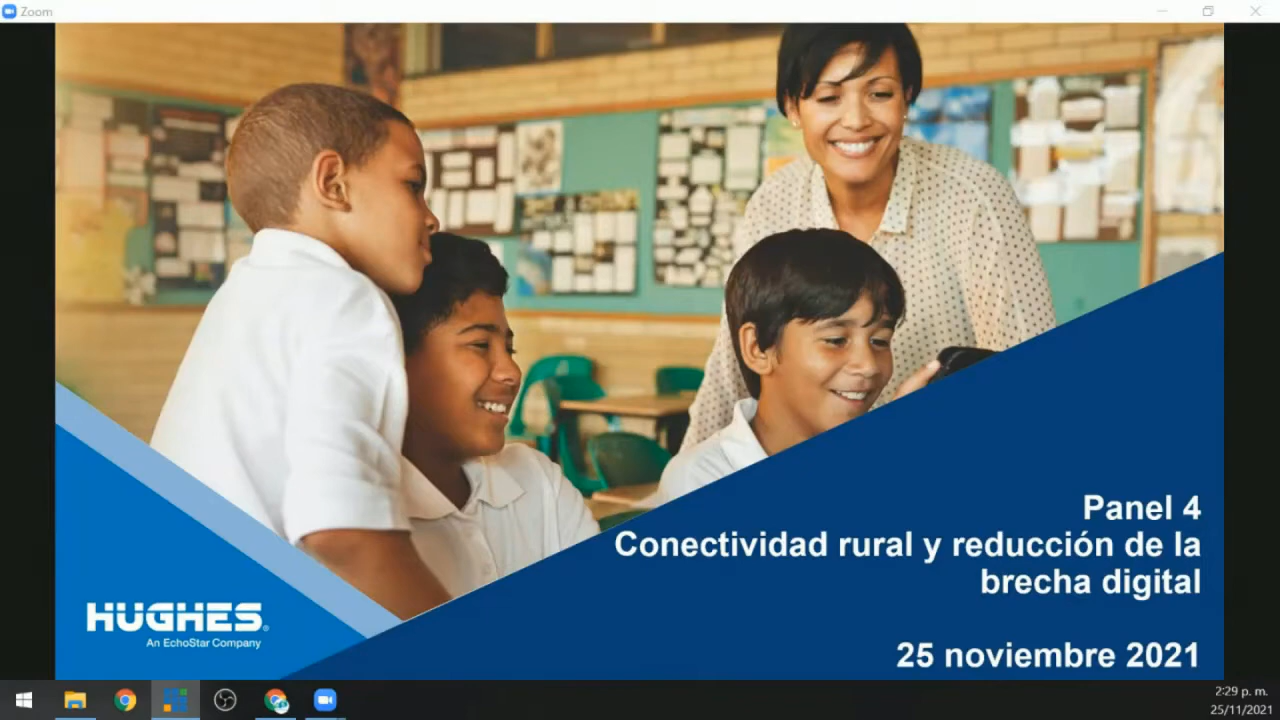 Zoom
Panel 4
Conectividad rural y reducción de la
brecha digital
25 noviembre 2021
HUGHES®
An EchoStar Company
2:29 p. m.
25/11/2021